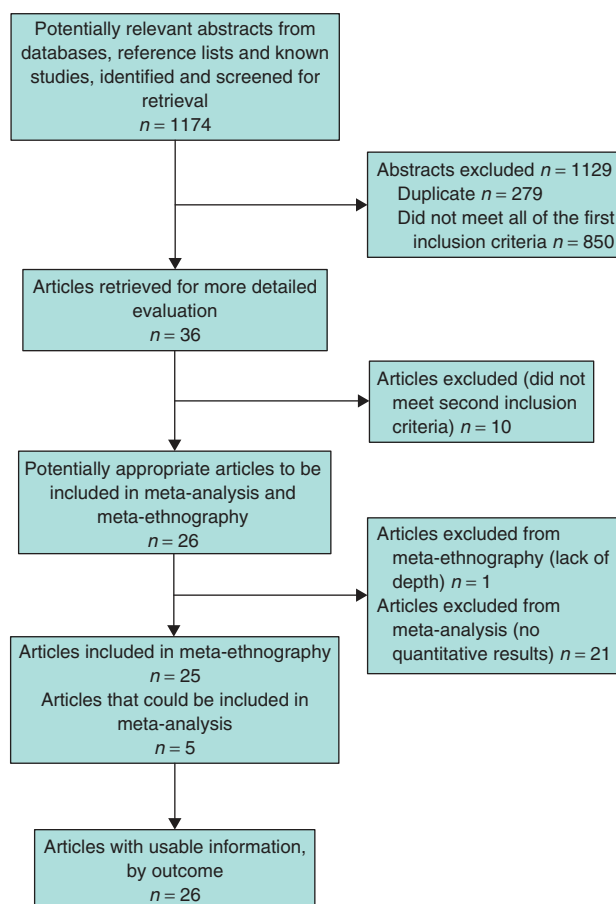 Potentially relevant abstracts from
databases, reference lists and known
studies, identified and screened for
retrieval
n = 1174
Abstracts excluded n = 1129
Duplicate n = 279
Did not meet all of the first
inclusion criteria n = 850
Articles retrieved for more detailed
evaluation
n = 36
Articles excluded (did not
meet second inclusion
criteria) n = 10
Potentially appropriate articles to be
included in meta-analysis and
meta-ethnography
n = 26
Articles excluded from
meta-ethnography (lack of
depth) n = 1
Articles excluded from
meta-analysis (no
quantitative results) n = 21
Articles included in meta-ethnography
n = 25
Articles that could be included in
meta-analysis
n = 5
Articles with usable information,
by outcome
n = 26